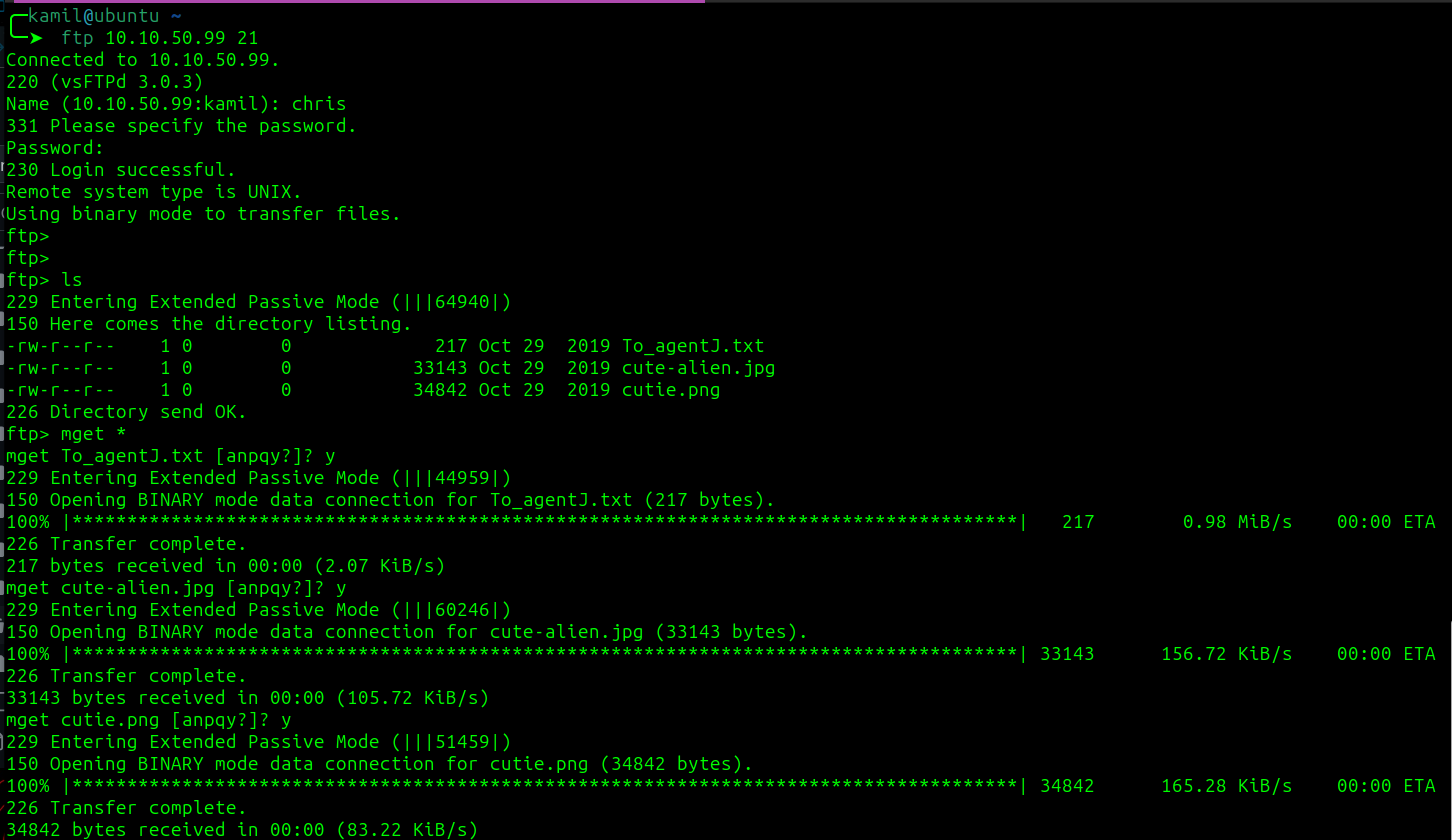 kamil@ubuntu ~
➤ ftp 10.10.50.99 21
Connected to 10.10.50.99.
220 (vsFTPd 3.0.3)
Name (10.10.50.99:kamil): chris
331 Please specify the password.
Password:
230 Login successful.
Remote system type is UNIX.
Using binary mode to transfer files.
ftp>
ftp>
ftp> ls
229 Entering Extended Passive Mode (|||64940|)
150 Here comes the directory listing.
-rw-r--r--    1 0        0             217 Oct 29  2019 To_agentJ.txt
-rw-r--r--    1 0        0           33143 Oct 29  2019 cute-alien.jpg
-rw-r--r--    1 0        0           34842 Oct 29  2019 cutie.png
226 Directory send OK.
ftp> mget *
mget To_agentJ.txt [anpqy?]? y
229 Entering Extended Passive Mode (|||44959|)
150 Opening BINARY mode data connection for To_agentJ.txt (217 bytes).
100% |***************************************************************************************| 217 0.98 MiB/s 00:00 ETA
226 Transfer complete.
217 bytes received in 00:00 (2.07 KiB/s)
mget cute-alien.jpg [anpqy?]? y
229 Entering Extended Passive Mode (|||60246|)
150 Opening BINARY mode data connection for cute-alien.jpg (33143 bytes).
100% |***************************************************************************************| 33143 156.72 KiB/s 00:00 ETA
226 Transfer complete.
33143 bytes received in 00:00 (105.72 KiB/s)
mget cutie.png [anpqy?]? y
229 Entering Extended Passive Mode (|||51459|)
150 Opening BINARY mode data connection for cutie.png (34842 bytes).
100% |***************************************************************************************| 34842 165.28 KiB/s 00:00 ETA
226 Transfer complete.
34842 bytes received in 00:00 (83.22 KiB/s)